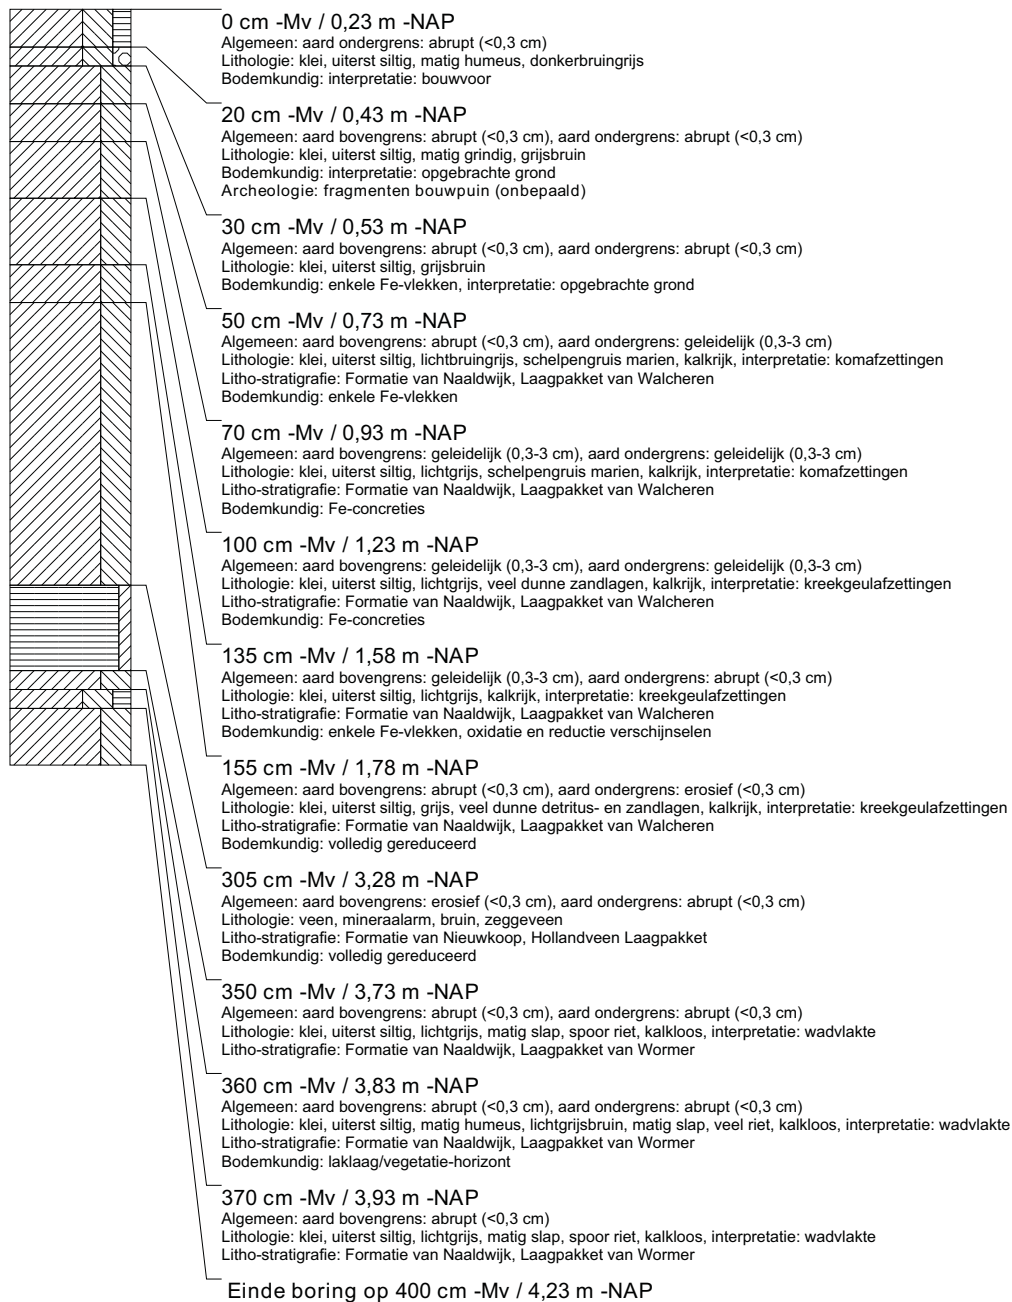 0 cm -Mv / 0,23 m -NAP
Algemeen: aard ondergrens: abrupt (<0,3 cm)
Lithologie: klei, uiterst siltig, matig humeus, donkerbruingrijs
Bodemkundig: interpretatie: bouwvoor
20 cm -Mv / 0,43 m -NAP
Algemeen: aard bovengrens: abrupt (<0,3 cm), aard ondergrens: abrupt (<0,3 cm)
Lithologie: klei, uiterst siltig, matig grindig, grijsbruin
Bodemkundig: interpretatie: opgebrachte grond
Archeologie: fragmenten bouwpuin (onbepaald)
30 cm -Mv / 0,53 m -NAP
Algemeen: aard bovengrens: abrupt (<0,3 cm), aard ondergrens: abrupt (<0,3 cm)
Lithologie: klei, uiterst siltig, grijsbruin
Bodemkundig: enkele Fe-vlekken, interpretatie: opgebrachte grond
50 cm -Mv / 0,73 m -NAP
Algemeen: aard bovengrens: abrupt (<0,3 cm), aard ondergrens: geleidelijk (0,3-3 cm)
Lithologie: klei, uiterst siltig, lichtbruingrijs, schelpengruis marien, kalkrijk, interpretatie: komafzettingen
Litho-stratigrafie: Formatie van Naaldwijk, Laagpakket van Walcheren
Bodemkundig: enkele Fe-vlekken
70 cm -Mv / 0,93 m -NAP
Algemeen: aard bovengrens: geleidelijk (0,3-3 cm), aard ondergrens: geleidelijk (0,3-3 cm)
Lithologie: klei, uiterst siltig, lichtgrijs, schelpengruis marien, kalkrijk, interpretatie: komafzettingen
Litho-stratigrafie: Formatie van Naaldwijk, Laagpakket van Walcheren
Bodemkundig: Fe-concreties
100 cm -Mv / 1,23 m -NAP
Algemeen: aard bovengrens: geleidelijk (0,3-3 cm), aard ondergrens: geleidelijk (0,3-3 cm)
Lithologie: klei, uiterst siltig, lichtgrijs, veel dunne zandlagen, kalkrijk, interpretatie: kreekgeulafzettingen
Litho-stratigrafie: Formatie van Naaldwijk, Laagpakket van Walcheren
Bodemkundig: Fe-concreties
135 cm -Mv / 1,58 m -NAP
Algemeen: aard bovengrens: geleidelijk (0,3-3 cm), aard ondergrens: abrupt (<0,3 cm)
Lithologie: klei, uiterst siltig, lichtgrijs, kalkrijk, interpretatie: kreekgeulafzettingen
Litho-stratigrafie: Formatie van Naaldwijk, Laagpakket van Walcheren
Bodemkundig: enkele Fe-vlekken, oxidatie en reductie verschijnselen
155 cm -Mv / 1,78 m -NAP
Algemeen: aard bovengrens: abrupt (<0,3 cm), aard ondergrens: erosief (<0,3 cm)
Lithologie: klei, uiterst siltig, grijs, veel dunne detritus- en zandlagen, kalkrijk, interpretatie: kreekgeulafzettingen
Litho-stratigrafie: Formatie van Naaldwijk, Laagpakket van Walcheren
Bodemkundig: volledig gereduceerd
305 cm -Mv / 3,28 m -NAP
Algemeen: aard bovengrens: erosief (<0,3 cm), aard ondergrens: abrupt (<0,3 cm)
Lithologie: veen, mineraalarm, bruin, zeggeveen
Litho-stratigrafie: Formatie van Nieuwkoop, Hollandveen Laagpakket
Bodemkundig: volledig gereduceerd
350 cm -Mv / 3,73 m -NAP
Algemeen: aard bovengrens: abrupt (<0,3 cm), aard ondergrens: abrupt (<0,3 cm)
Lithologie: klei, uiterst siltig, lichtgrijs, matig slap, spoor riet, kalkloos, interpretatie: wadvlakte
Litho-stratigrafie: Formatie van Naaldwijk, Laagpakket van Wormer
360 cm -Mv / 3,83 m -NAP
Algemeen: aard bovengrens: abrupt (<0,3 cm), aard ondergrens: abrupt (<0,3 cm)
Lithologie: klei, uiterst siltig, matig humeus, lichtgrijsbruin, matig slap, veel riet, kalkloos, interpretatie: wadvlakte
Litho-stratigrafie: Formatie van Naaldwijk, Laagpakket van Wormer
Bodemkundig: laklaag/vegetatie-horizont
370 cm -Mv / 3,93 m -NAP
Algemeen: aard bovengrens: abrupt (<0,3 cm)
Lithologie: klei, uiterst siltig, lichtgrijs, matig slap, spoor riet, kalkloos, interpretatie: wadvlakte
Litho-stratigrafie: Formatie van Naaldwijk, Laagpakket van Wormer
Einde boring op 400 cm -Mv / 4,23 m -NAP